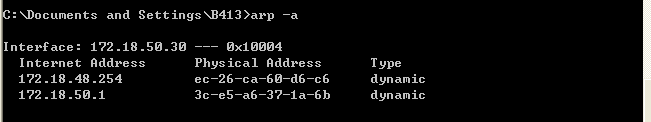 C:\Documents and Settings\B413>arp -a
Interface: 172.18.50.30 --- 0x10004
Internet Address Physical Address Type
172.18.48.254 ec-26-ca-60-d6-c6 dynamic
172.18.50.1 3c-e5-a6-37-1a-6b dynamic